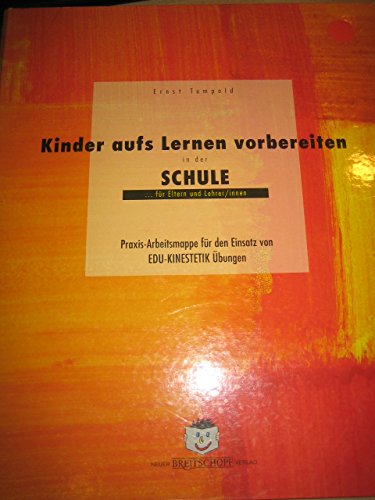 Ernst Tumpold
Kinder aufs Lernen vorbereiten
in der
SCHULE
... für Eltern und Lehrer/innen
Praxis-Arbeitsmappe für den Einsatz von
EDU-KINESTETIK Übungen
NEUER BREITSCHOPF VERLAG